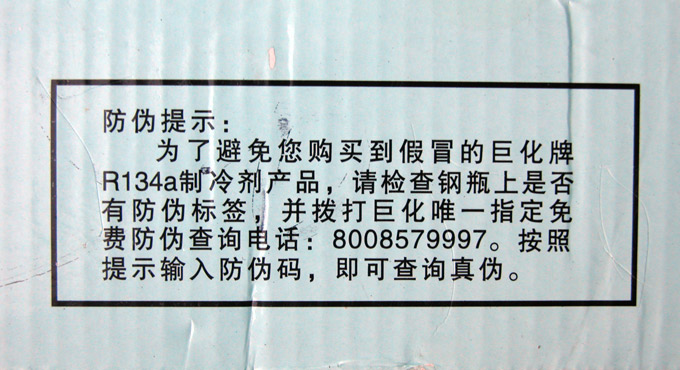 防伪提示：
为了避免您购买到假冒的巨化牌
R134a制冷剂产品，请检查钢瓶上是否
有防伪标签，并拨打巨化唯一指定免
费防伪查询电话：8008579997。按照
提示输入防伪码，即可查询真伪。